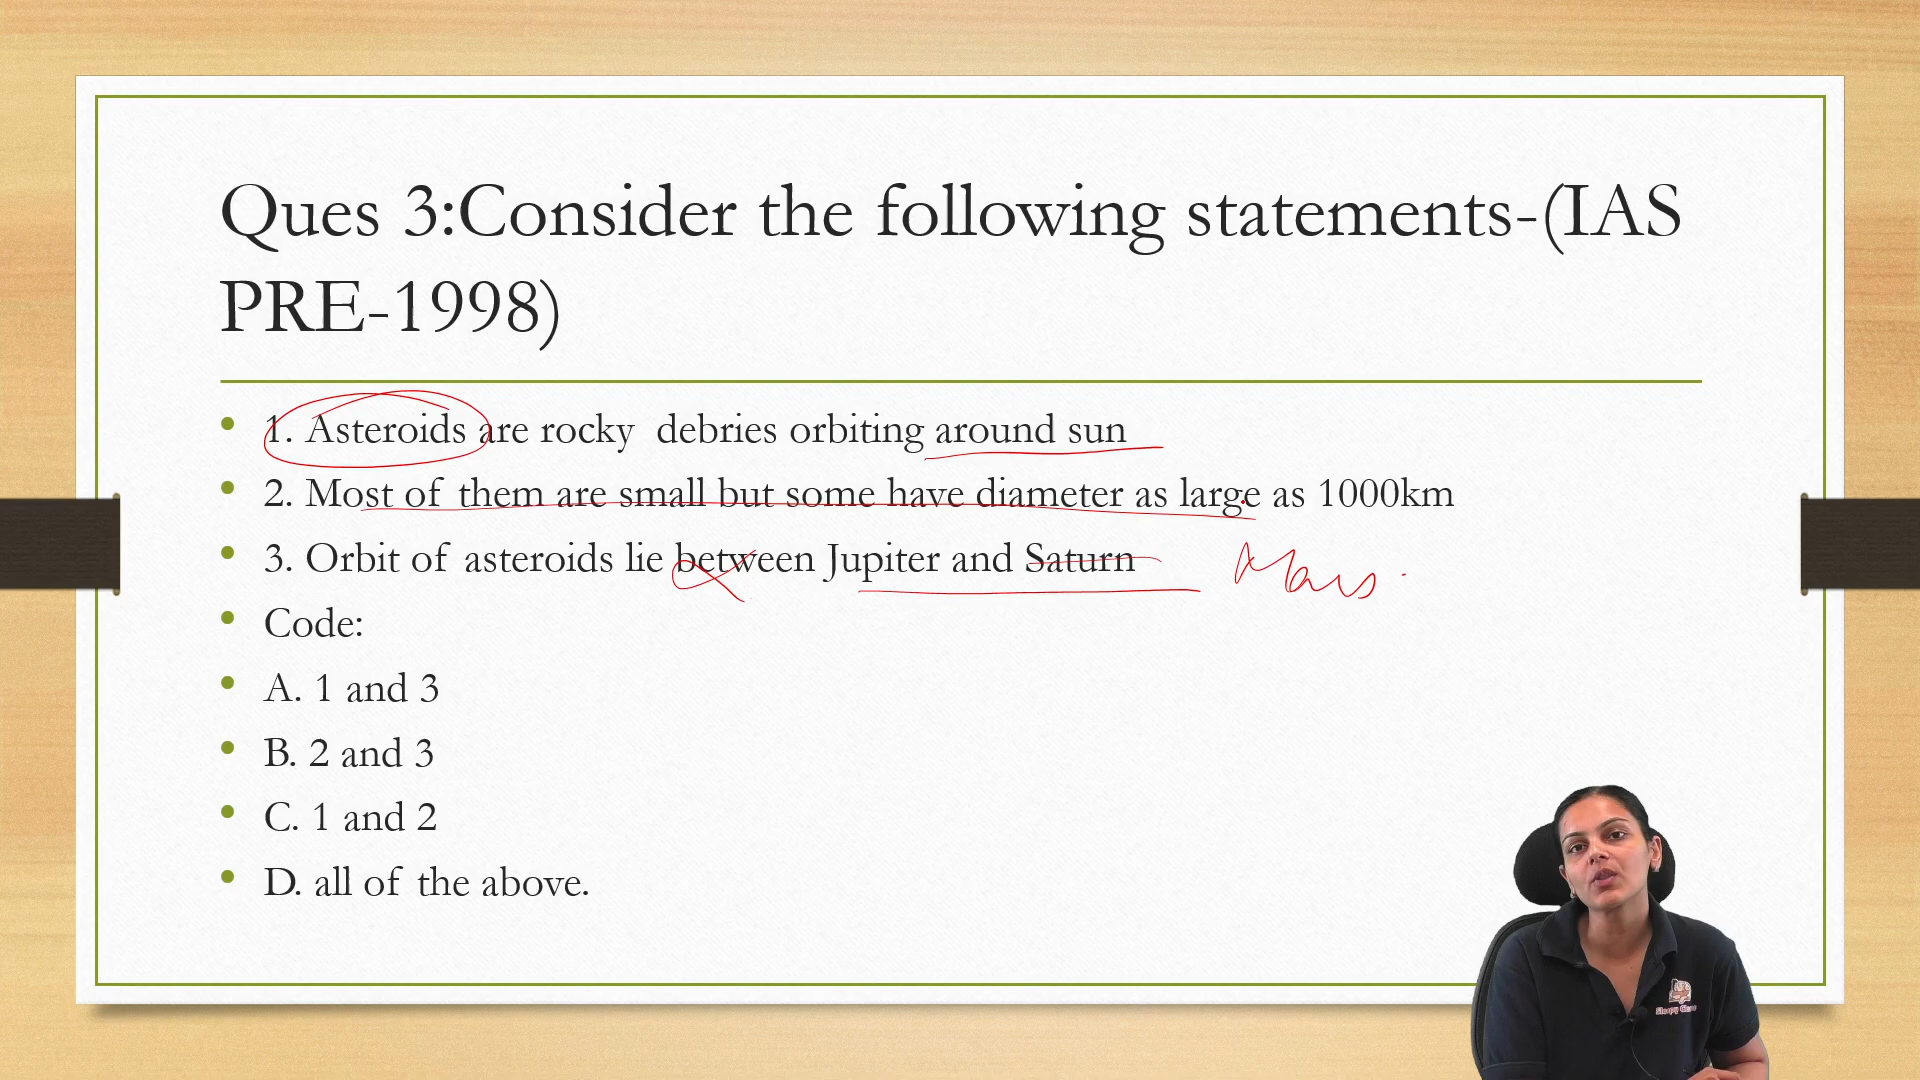 Ques 3:Consider the following statements-(IAS
PRE-1998)
1. Asteroids are rocky debries orbiting around sun
2. Most of them are small but some have diameter as large as 1000km
3. Orbit of asteroids lie between Jupiter and Saturn Mars
Code:
A. 1 and 3
B. 2 and 3
C. 1 and 2
D. all of the above.